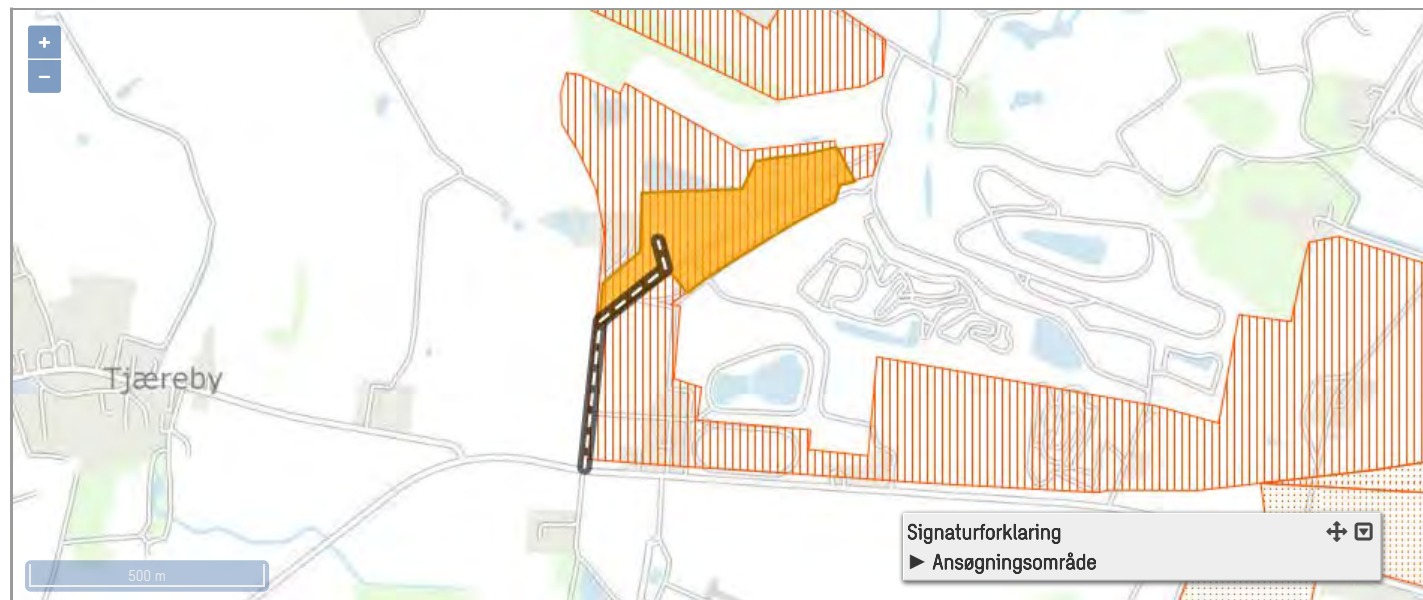 +
−
Tjæreby
500 m
Signaturforklaring
► Ansøgningsområde